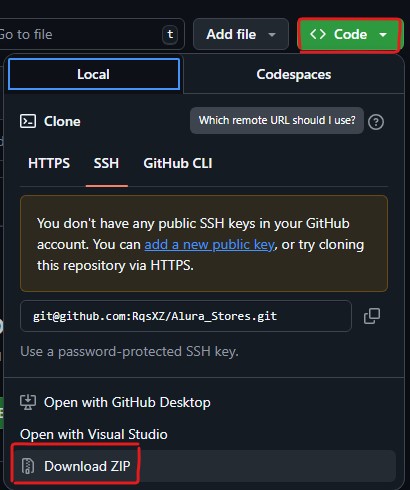 Go to file t Add file Code
Local Codespaces
Clone Which remote URL should I use?
HTTPS SSH GitHub CLI
You don't have any public SSH keys in your GitHub
account. You can add a new public key, or try cloning
this repository via HTTPS.
git@github.com:RqsXZ/Alura_Stores.git
Use a password-protected SSH key.
Open with GitHub Desktop
Open with Visual Studio
Download ZIP